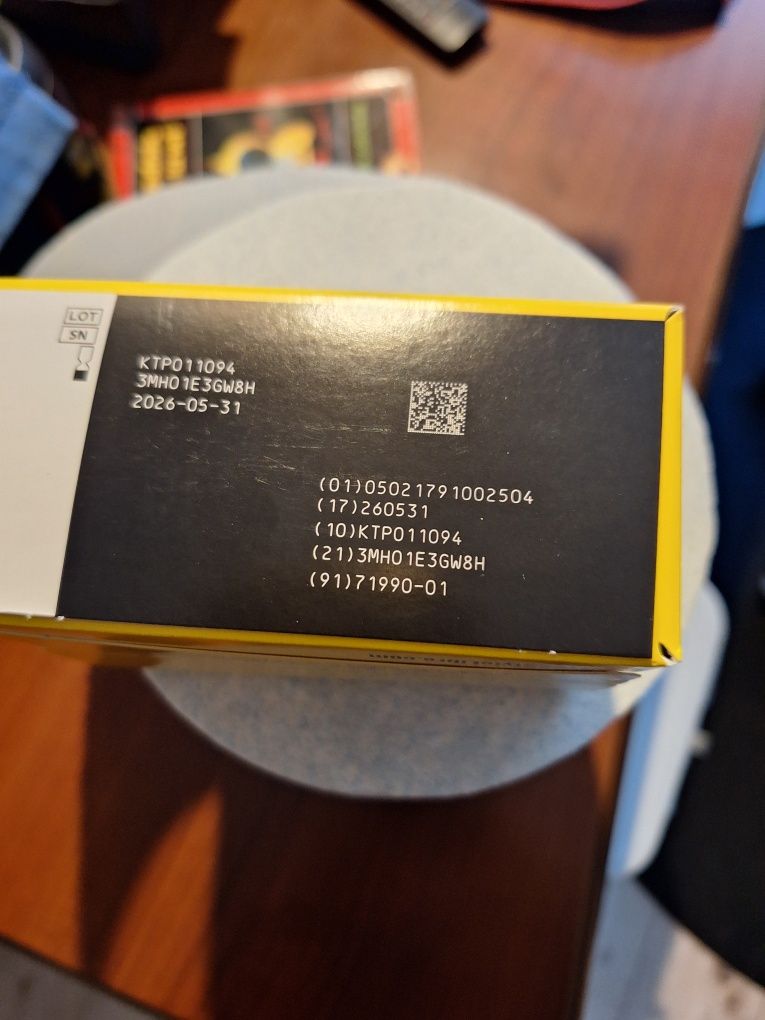 LOT
SN
KTP011094
3MH01E3GW8H
2026-05-31
(01)05021791002504
(17)260531
(10)KTP011094
(21)3MH01E3GW8H
(91)71990-01